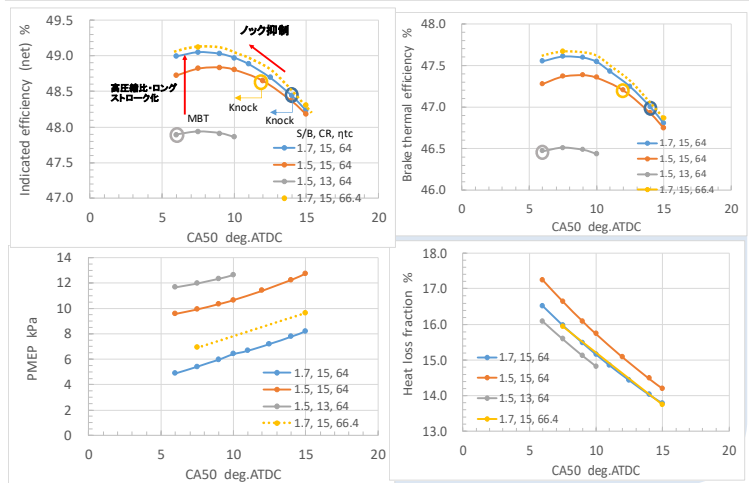 ノック抑制
Indicated efficiency (net) %
49.5
49.0
48.5
48.0
47.5
47.0
高圧縮比・ロング
ストローク化
MBT
Knock
Knock
S/B, CR, ηtc
1.7, 15, 64
1.5, 15, 64
1.5, 13, 64
1.7, 15, 66.4
0 5 10 15 20
CA50 deg.ATDC
Brake thermal efficiency %
48.0
47.5
47.0
46.5
46.0
1.7, 15, 64
1.5, 15, 64
1.5, 13, 64
1.7, 15, 66.4
0 5 10 15 20
CA50 deg.ATDC
PMEP kPa
14
12
10
8
6
4
2
0
1.7, 15, 64
1.5, 15, 64
1.5, 13, 64
1.7, 15, 66.4
0 5 10 15 20
CA50 deg.ATDC
Heat loss fraction %
18.0
17.0
16.0
15.0
14.0
13.0
1.7, 15, 64
1.5, 15, 64
1.5, 13, 64
1.7, 15, 66.4
0 5 10 15 20
CA50 deg.ATDC